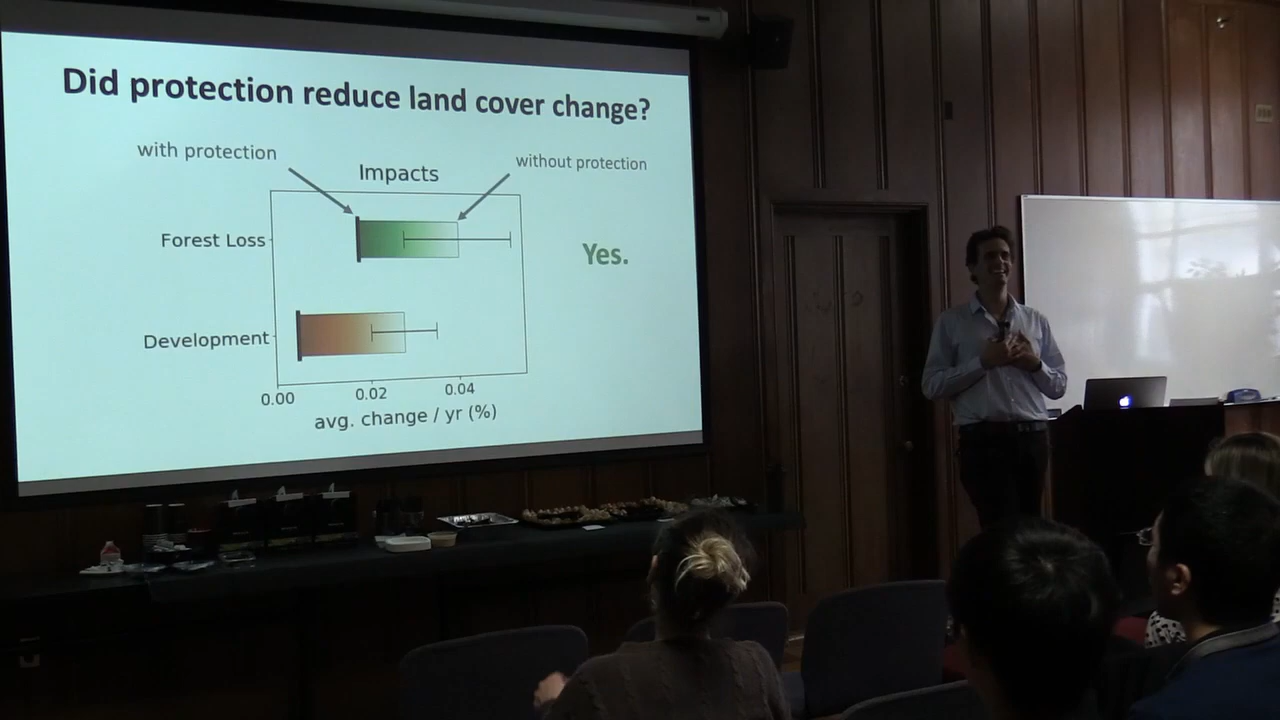 Did protection reduce land cover change?
with protection
without protection
Impacts
Forest Loss
Yes.
Development
0.00 0.02 0.04
avg. change / yr (%)